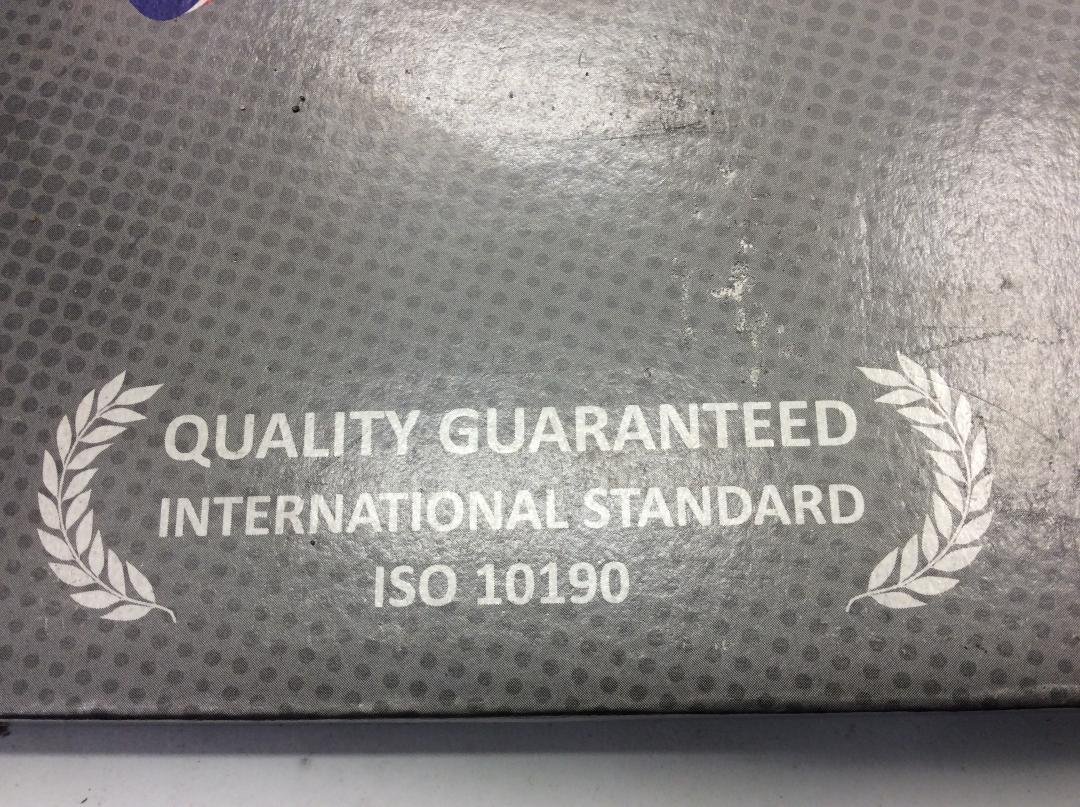 QUALITY GUARANTEED
INTERNATIONAL STANDARD
ISO 10190